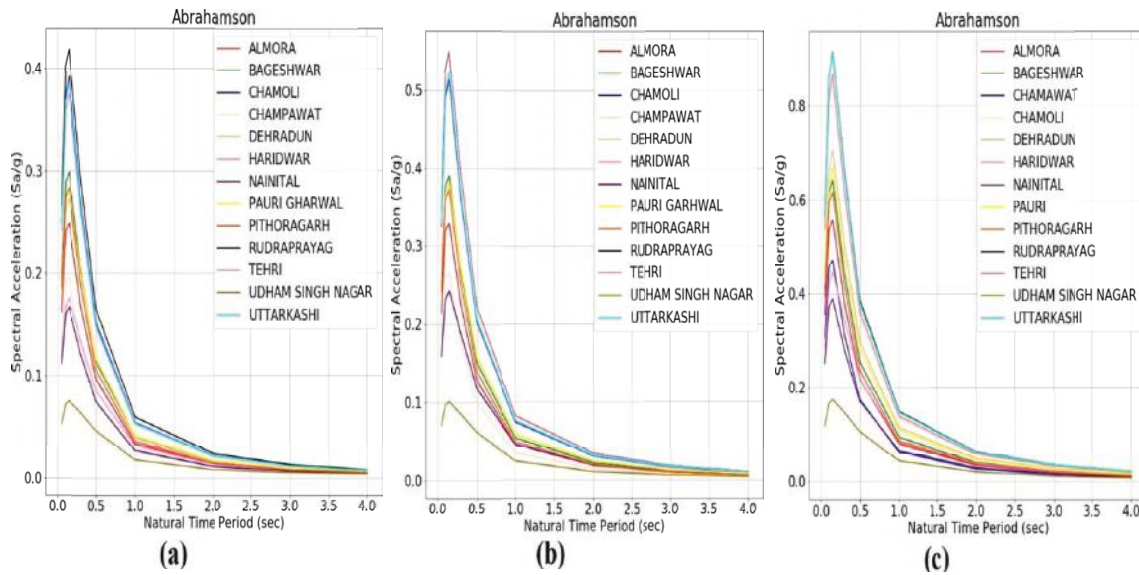 Abrahamson
Spectral Acceleration (Sa/g)
0.4
0.3
0.2
0.1
0.0
ALMORA
BAGESHWAR
CHAMOLI
CHAMPAWAT
DEHRADUN
HARIDWAR
NAINITAL
PAURI GHARWAL
PITHORAGARH
RUDRAPRAYAG
TEHRI
UDHAM SINGH NAGAR
UTTARKASHI
0.0 0.5 1.0 1.5 2.0 2.5 3.0 3.5 4.0
Natural Time Period (sec)
(a)
Abrahamson
Spectral Acceleration (Sa/g)
0.5
0.4
0.3
0.2
0.1
0.0
ALMORA
BAGESHWAR
CHAMOLI
CHAMPAWAT
DEHRADUN
HARIDWAR
NAINITAL
PAURI GARHWAL
PITHORAGARH
RUDRAPRAYAG
TEHRI
UDHAM SINGH NAGAR
UTTARKASHI
0.0 0.5 1.0 1.5 2.0 2.5 3.0 3.5 4.0
Natural Time Period (sec)
(b)
Abrahamson
Spectral Acceleration (Sa/g)
0.8
0.6
0.4
0.2
0.0
ALMORA
BAGESHWAR
CHAMAWAT
CHAMOLI
DEHRADUN
HARIDWAR
NAINITAL
PAURI
PITHORAGARH
RUDRAPRAYAG
TEHRI
UDHAM SINGH NAGAR
UTTARKASHI
0.0 0.5 1.0 1.5 2.0 2.5 3.0 3.5 4.0
Natural Time Period (sec)
(c)